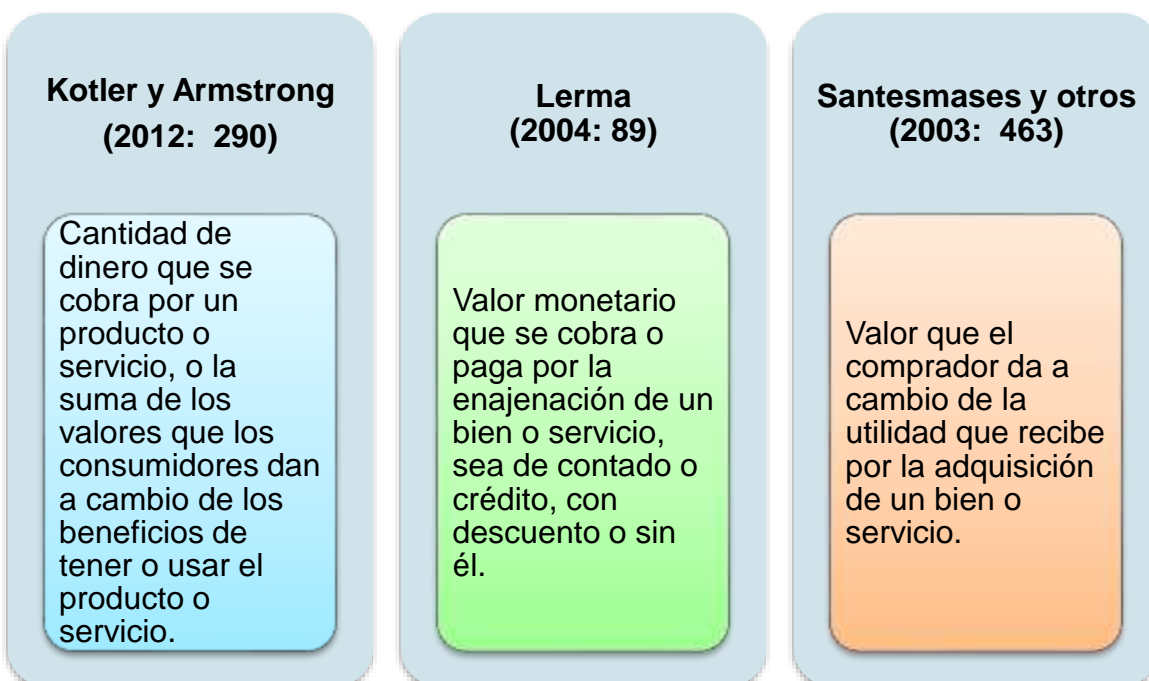 Kotler y Armstrong
(2012:  290)
Cantidad de
dinero que se
cobra por un
producto o
servicio, o la
suma de los
valores que los
consumidores dan
a cambio de los
beneficios de
tener o usar el
producto o
servicio.
Lerma
(2004: 89)
Valor monetario
que se cobra o
paga por la
enajenación de un
bien o servicio,
sea de contado o
crédito, con
descuento o sin
él.
Santesmases y otros
(2003:  463)
Valor que el
comprador da a
cambio de la
utilidad que recibe
por la adquisición
de un bien o
servicio.